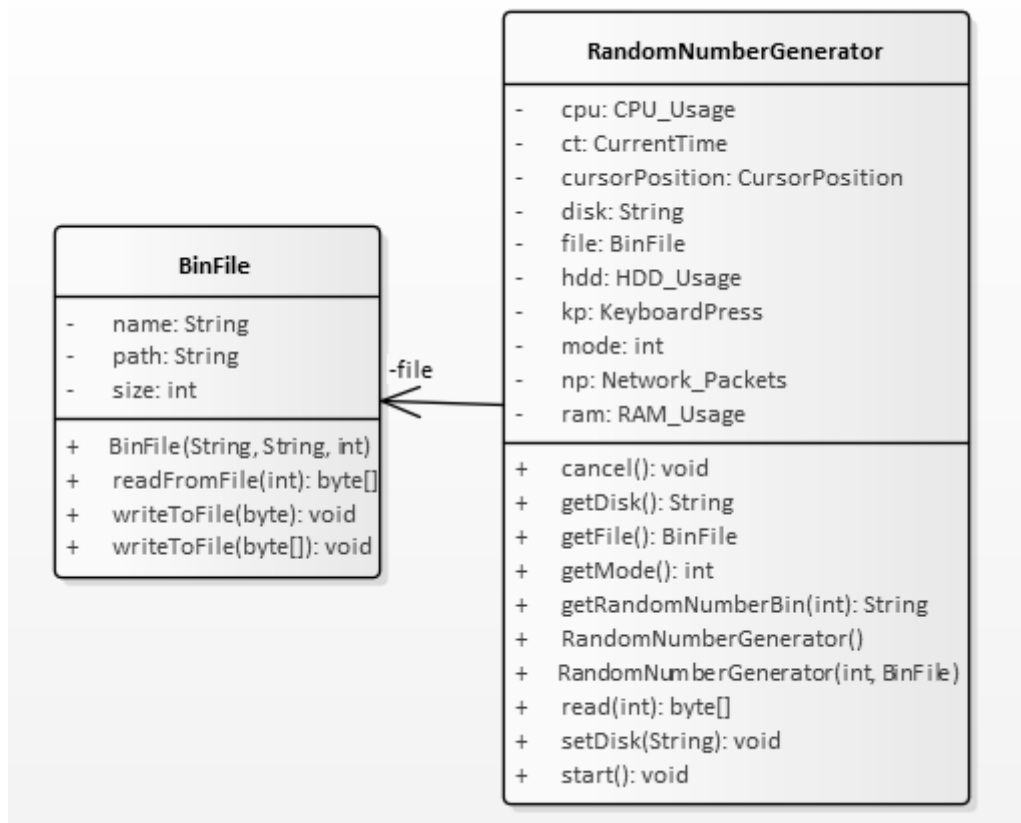 BinFile
- name: String
- path: String
- size: int
+ BinFile(String, String, int)
+ readFromFile(int): byte[]
+ writeToFile(byte): void
+ writeToFile(byte[]): void
-file
RandomNumberGenerator
- cpu: CPU_Usage
- ct: CurrentTime
- cursorPosition: CursorPosition
- disk: String
- file: BinFile
- hdd: HDD_Usage
- kp: KeyboardPress
- mode: int
- np: Network_Packets
- ram: RAM_Usage
+ cancel(): void
+ getDisk(): String
+ getFile(): BinFile
+ getMode(): int
+ getRandomNumberBin(int): String
+ RandomNumberGenerator()
+ RandomNumberGenerator(int, BinFile)
+ read(int): byte[]
+ setDisk(String): void
+ start(): void